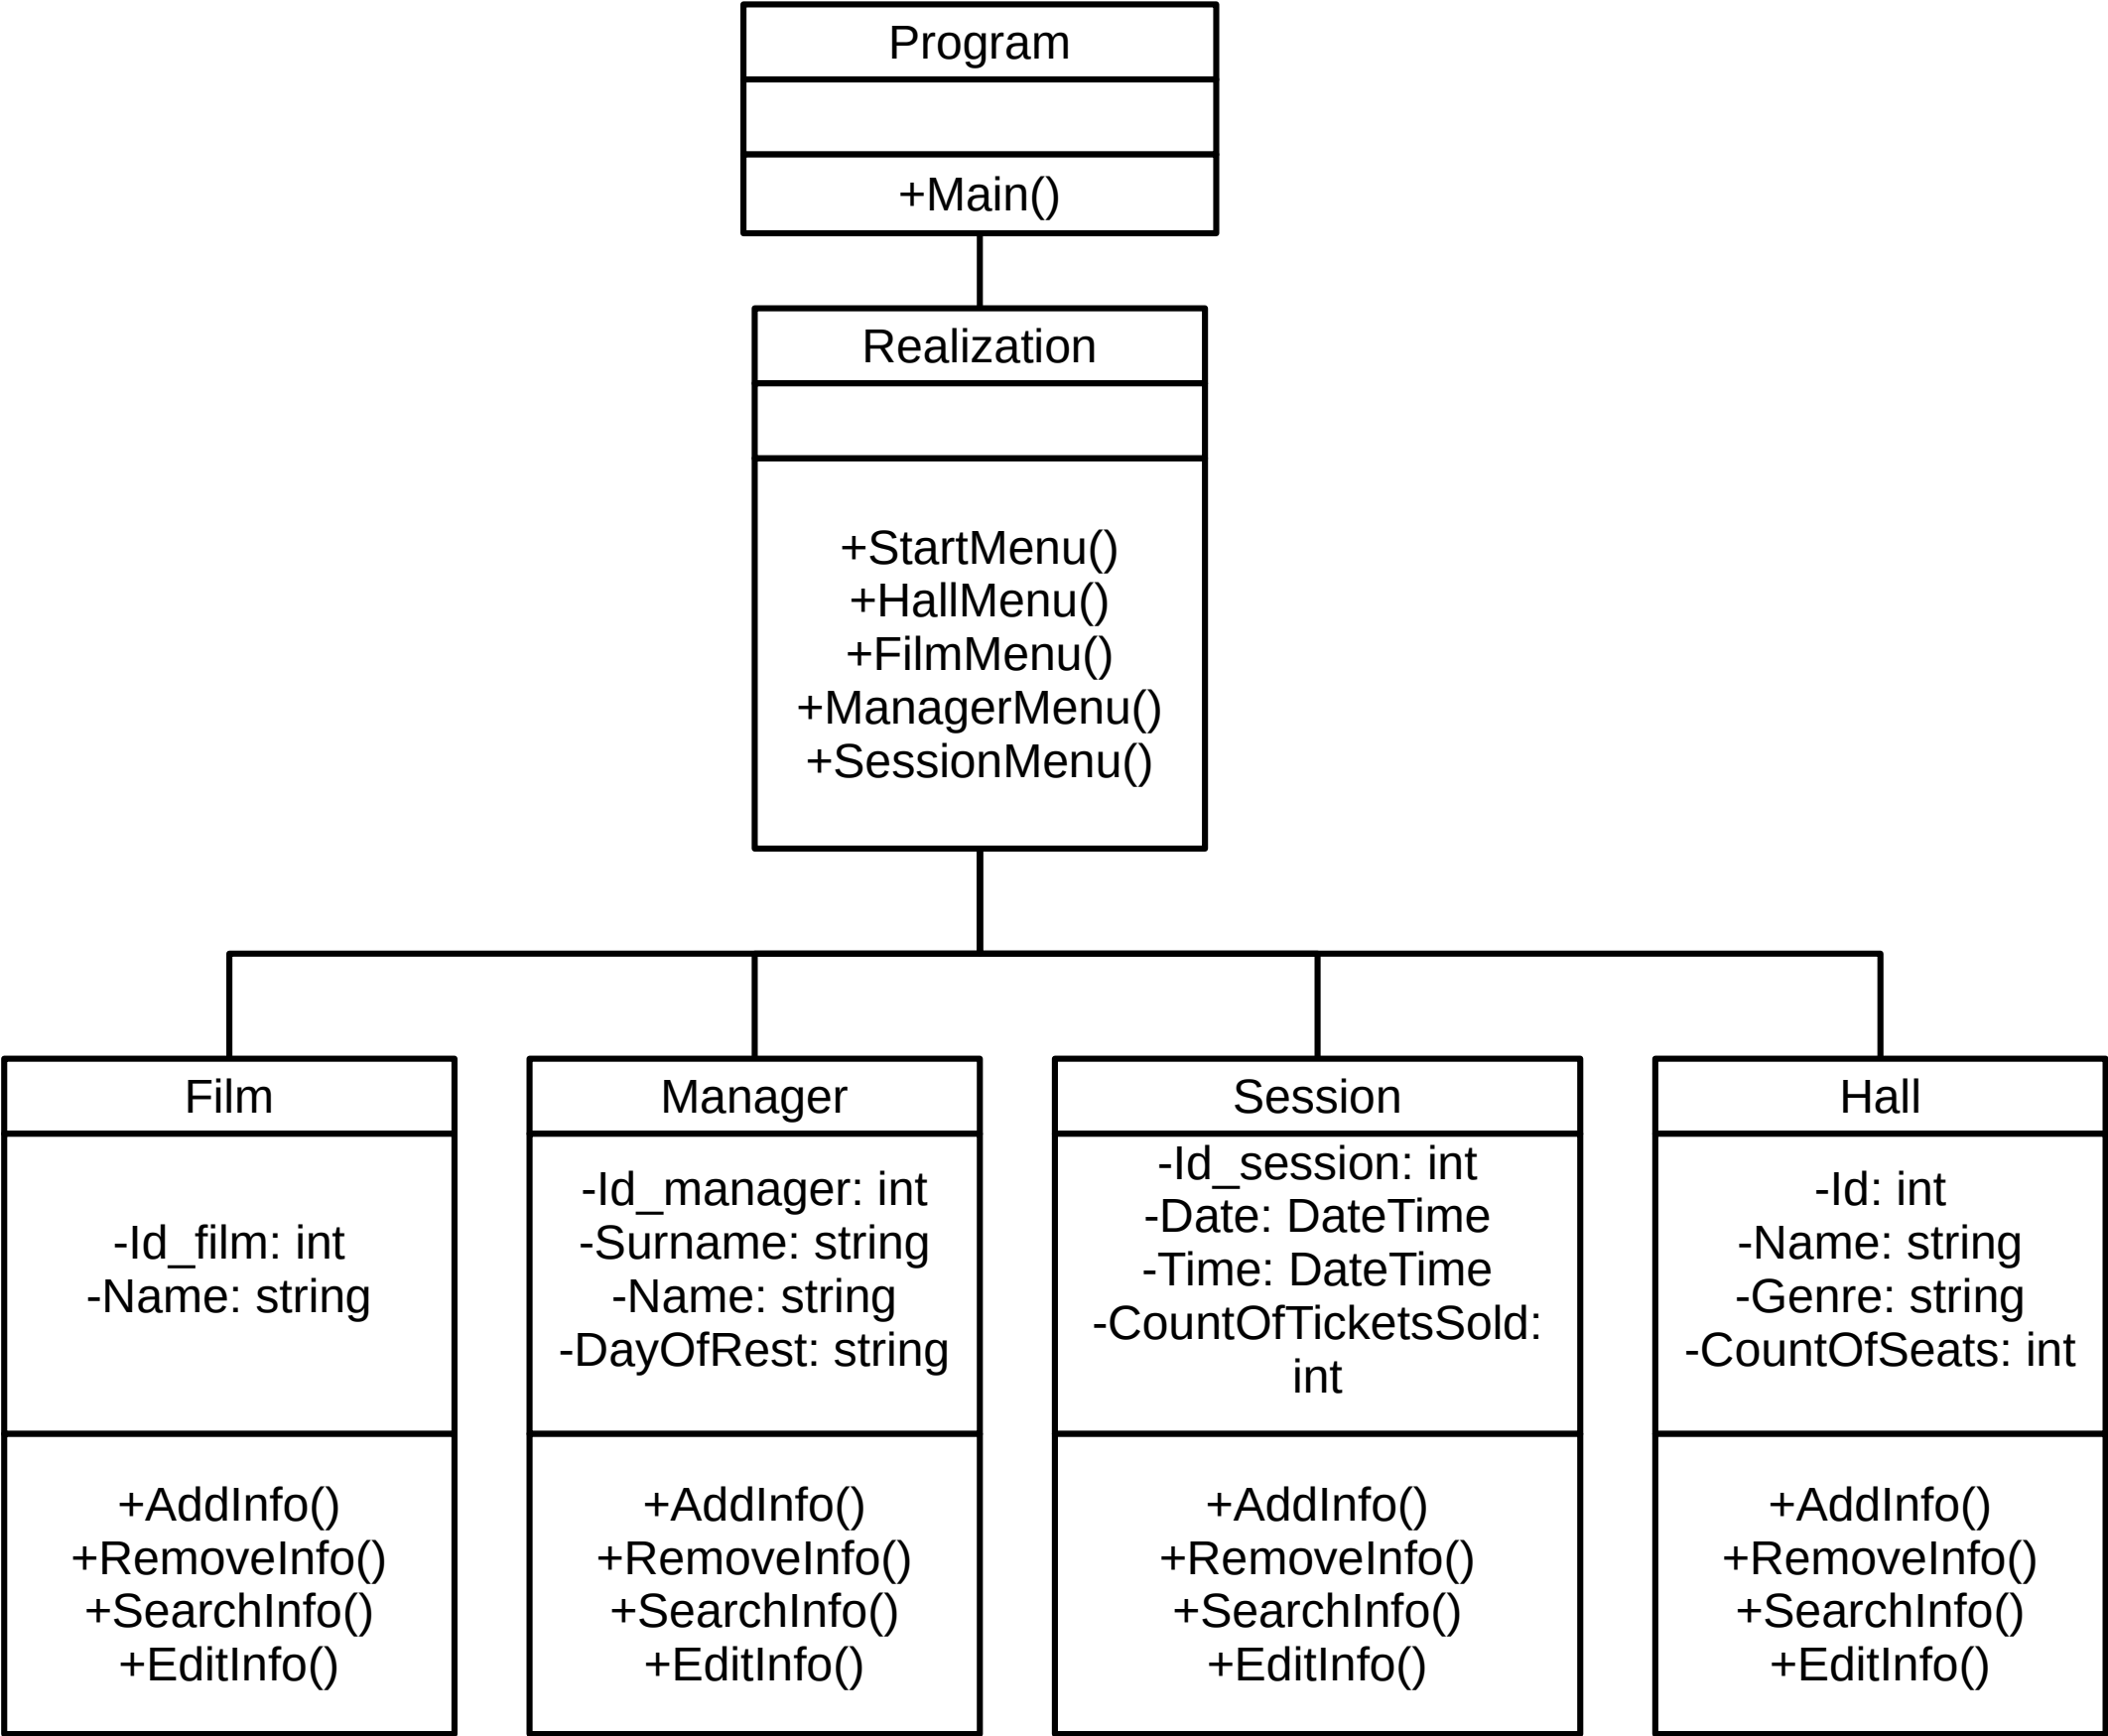 Program
+Main()
Realization
+StartMenu()
+HallMenu()
+FilmMenu()
+ManagerMenu()
+SessionMenu()
Film
-Id_film: int
-Name: string
+AddInfo()
+RemoveInfo()
+SearchInfo()
+EditInfo()
Manager
-Id_manager: int
-Surname: string
-Name: string
-DayOfRest: string
+AddInfo()
+RemoveInfo()
+SearchInfo()
+EditInfo()
Session
-Id_session: int
-Date: DateTime
-Time: DateTime
-CountOfTicketsSold:
int
+AddInfo()
+RemoveInfo()
+SearchInfo()
+EditInfo()
Hall
-Id: int
-Name: string
-Genre: string
-CountOfSeats: int
+AddInfo()
+RemoveInfo()
+SearchInfo()
+EditInfo()